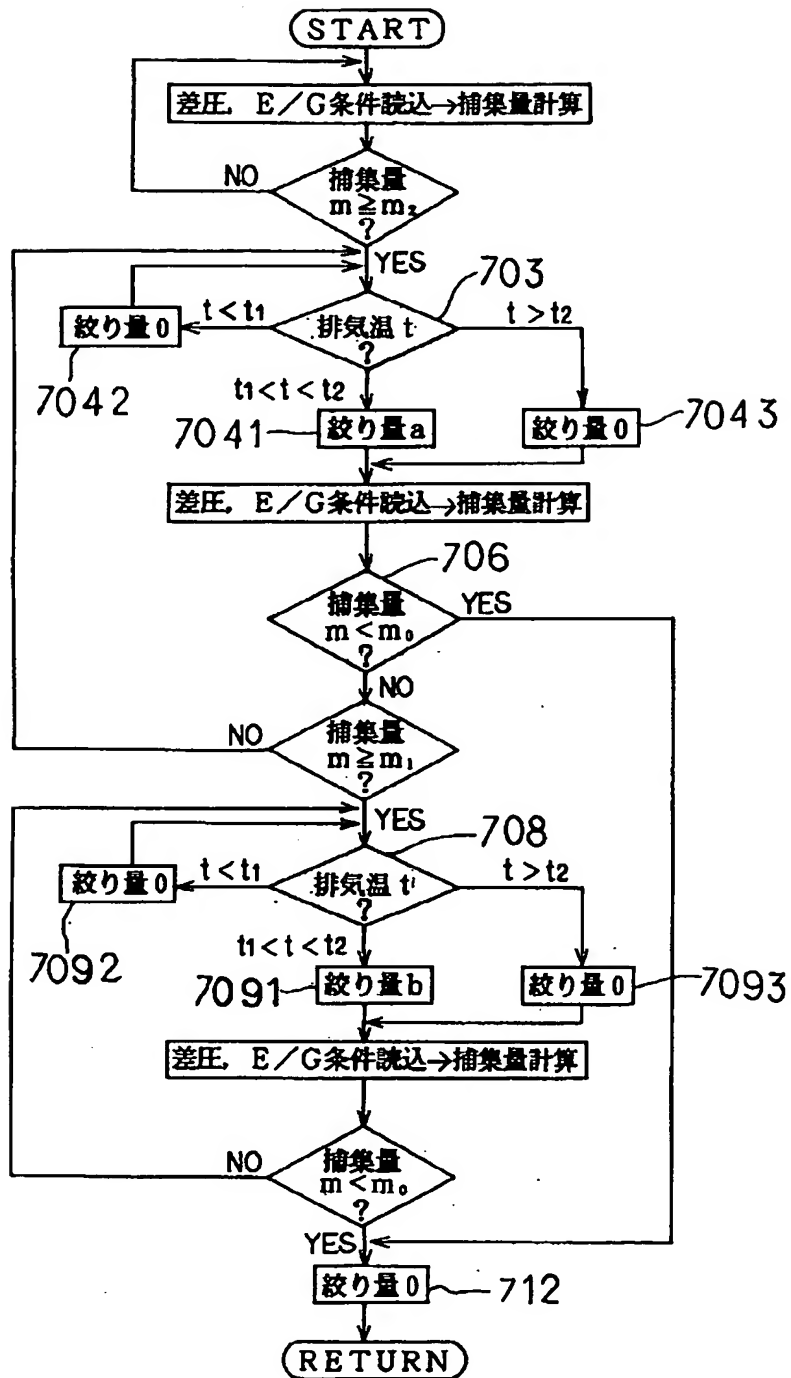 START
差圧, E/G条件読込→捕集量計算
NO
捕集量
m≧m₂
?
YES
703
t<t1
排気温 t
?
t>t2
絞り量0
7042
t1<t<t2
7041
絞り量a
絞り量0
7043
差圧, E/G条件読込→捕集量計算
706
捕集量
m<m₀
?
YES
NO
NO
捕集量
m≧m₁
?
YES
708
t<t1
排気温 t
?
t>t2
絞り量0
7092
t1<t<t2
7091
絞り量b
絞り量0
7093
差圧, E/G条件読込→捕集量計算
NO
捕集量
m<m₀
?
YES
絞り量0
712
RETURN